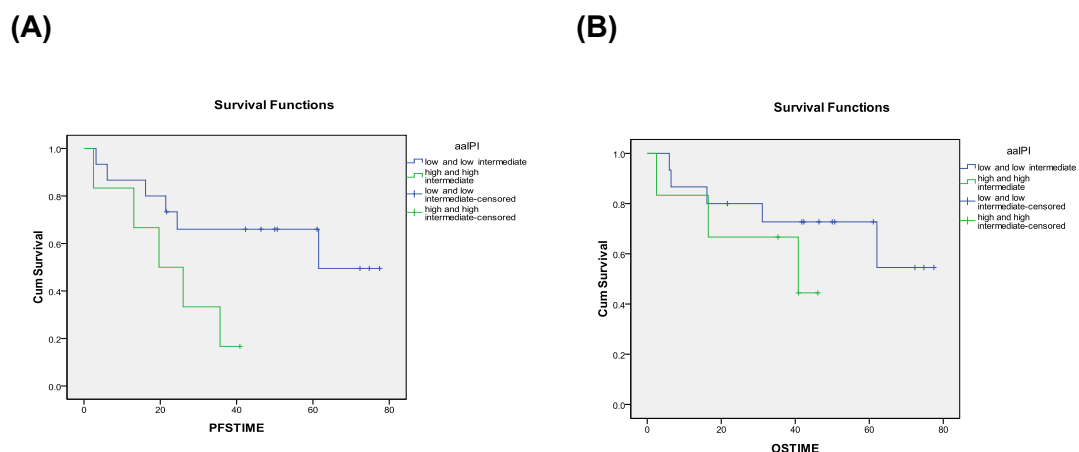 (A)
Survival Functions
Cum Survival
1.0
0.8
0.6
0.4
0.2
0.0
0 20 40 60 80
PFSTIME
aaIPI
low and low intermediate
high and high
intermediate
low and low
intermediate-censored
high and high
intermediate-censored
(B)
Survival Functions
Cum Survival
1.0
0.8
0.6
0.4
0.2
0.0
0 20 40 60 80
OSTIME
aaIPI
low and low intermediate
high and high
intermediate
low and low
intermediate-censored
high and high
intermediate-censored